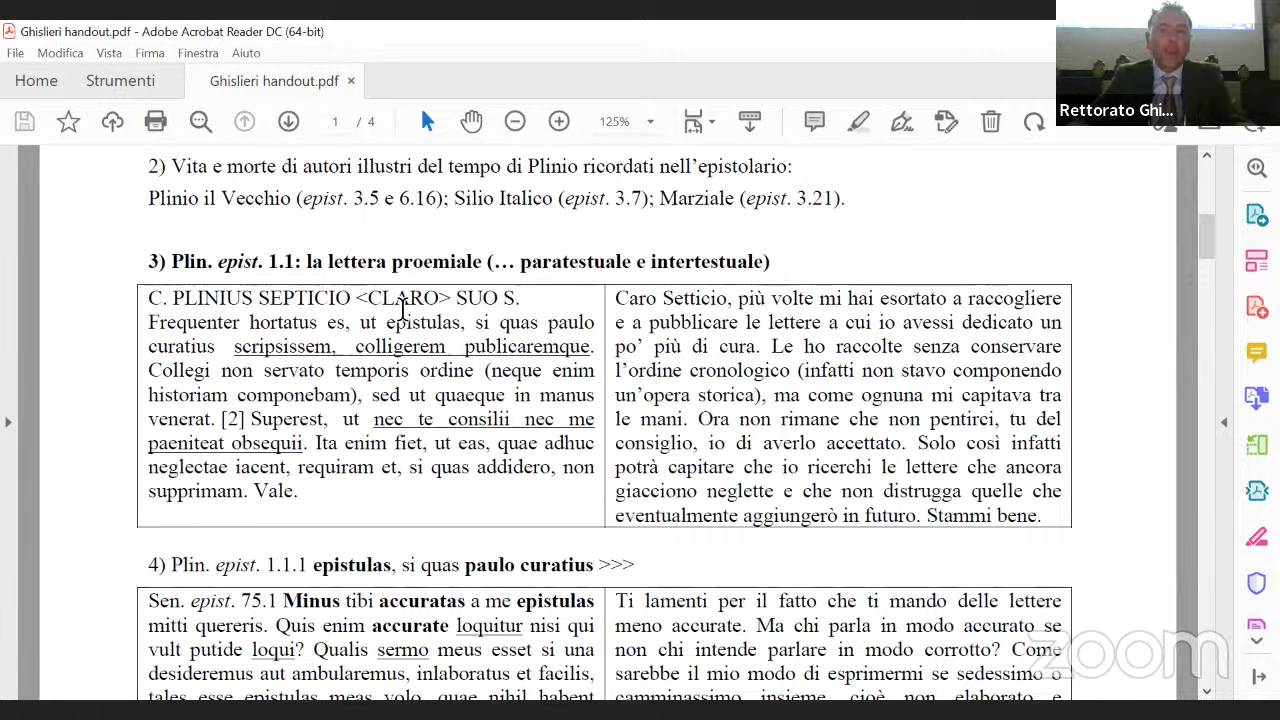 Ghislieri handout.pdf - Adobe Acrobat Reader DC (64-bit)
File Modifica Vista Firma Finestra Aiuto
Home Strumenti Ghislieri handout.pdf ×
1 / 4 125%
Rettorato Ghi...
2) Vita e morte di autori illustri del tempo di Plinio ricordati nell’epistolario:
Plinio il Vecchio (epist. 3.5 e 6.16); Silio Italico (epist. 3.7); Marziale (epist. 3.21).
3) Plin. epist. 1.1: la lettera proemiale (… paratestuale e intertestuale)
C. PLINIUS SEPTICIO <CLARO> SUO S.
Frequenter hortatus es, ut epistulas, si quas paulo
curatius scripsissem, colligerem publicaremque.
Collegi non servato temporis ordine (neque enim
historiam componebam), sed ut quaeque in manus
venerat. [2] Superest, ut nec te consilii nec me
paeniteat obsequii. Ita enim fiet, ut eas, quae adhuc
neglectae iacent, requiram et, si quas addidero, non
supprimam. Vale.
Caro Setticio, più volte mi hai esortato a raccogliere
e a pubblicare le lettere a cui io avessi dedicato un
po’ più di cura. Le ho raccolte senza conservare
l’ordine cronologico (infatti non stavo componendo
un’opera storica), ma come ognuna mi capitava tra
le mani. Ora non rimane che non pentirci, tu del
consiglio, io di averlo accettato. Solo così infatti
potrà capitare che io ricerchi le lettere che ancora
giacciono neglette e che non distrugga quelle che
eventualmente aggiungerò in futuro. Stammi bene.
4) Plin. epist. 1.1.1 epistulas, si quas paulo curatius >>>
Sen. epist. 75.1 Minus tibi accuratas a me epistulas
mitti quereris. Quis enim accurate loquitur nisi qui
vult putide loqui? Qualis sermo meus esset si una
desideremus aut ambularemus, inlaboratus et facilis,
tales esse epistulas meas volo, quae nihil habent
Ti lamenti per il fatto che ti mando delle lettere
meno accurate. Ma chi parla in modo accurato se
non chi intende parlare in modo corrotto? Come
sarebbe il mio modo di esprimermi se sedessimo o
camminassimo insieme, cioè non elaborato e
zoom